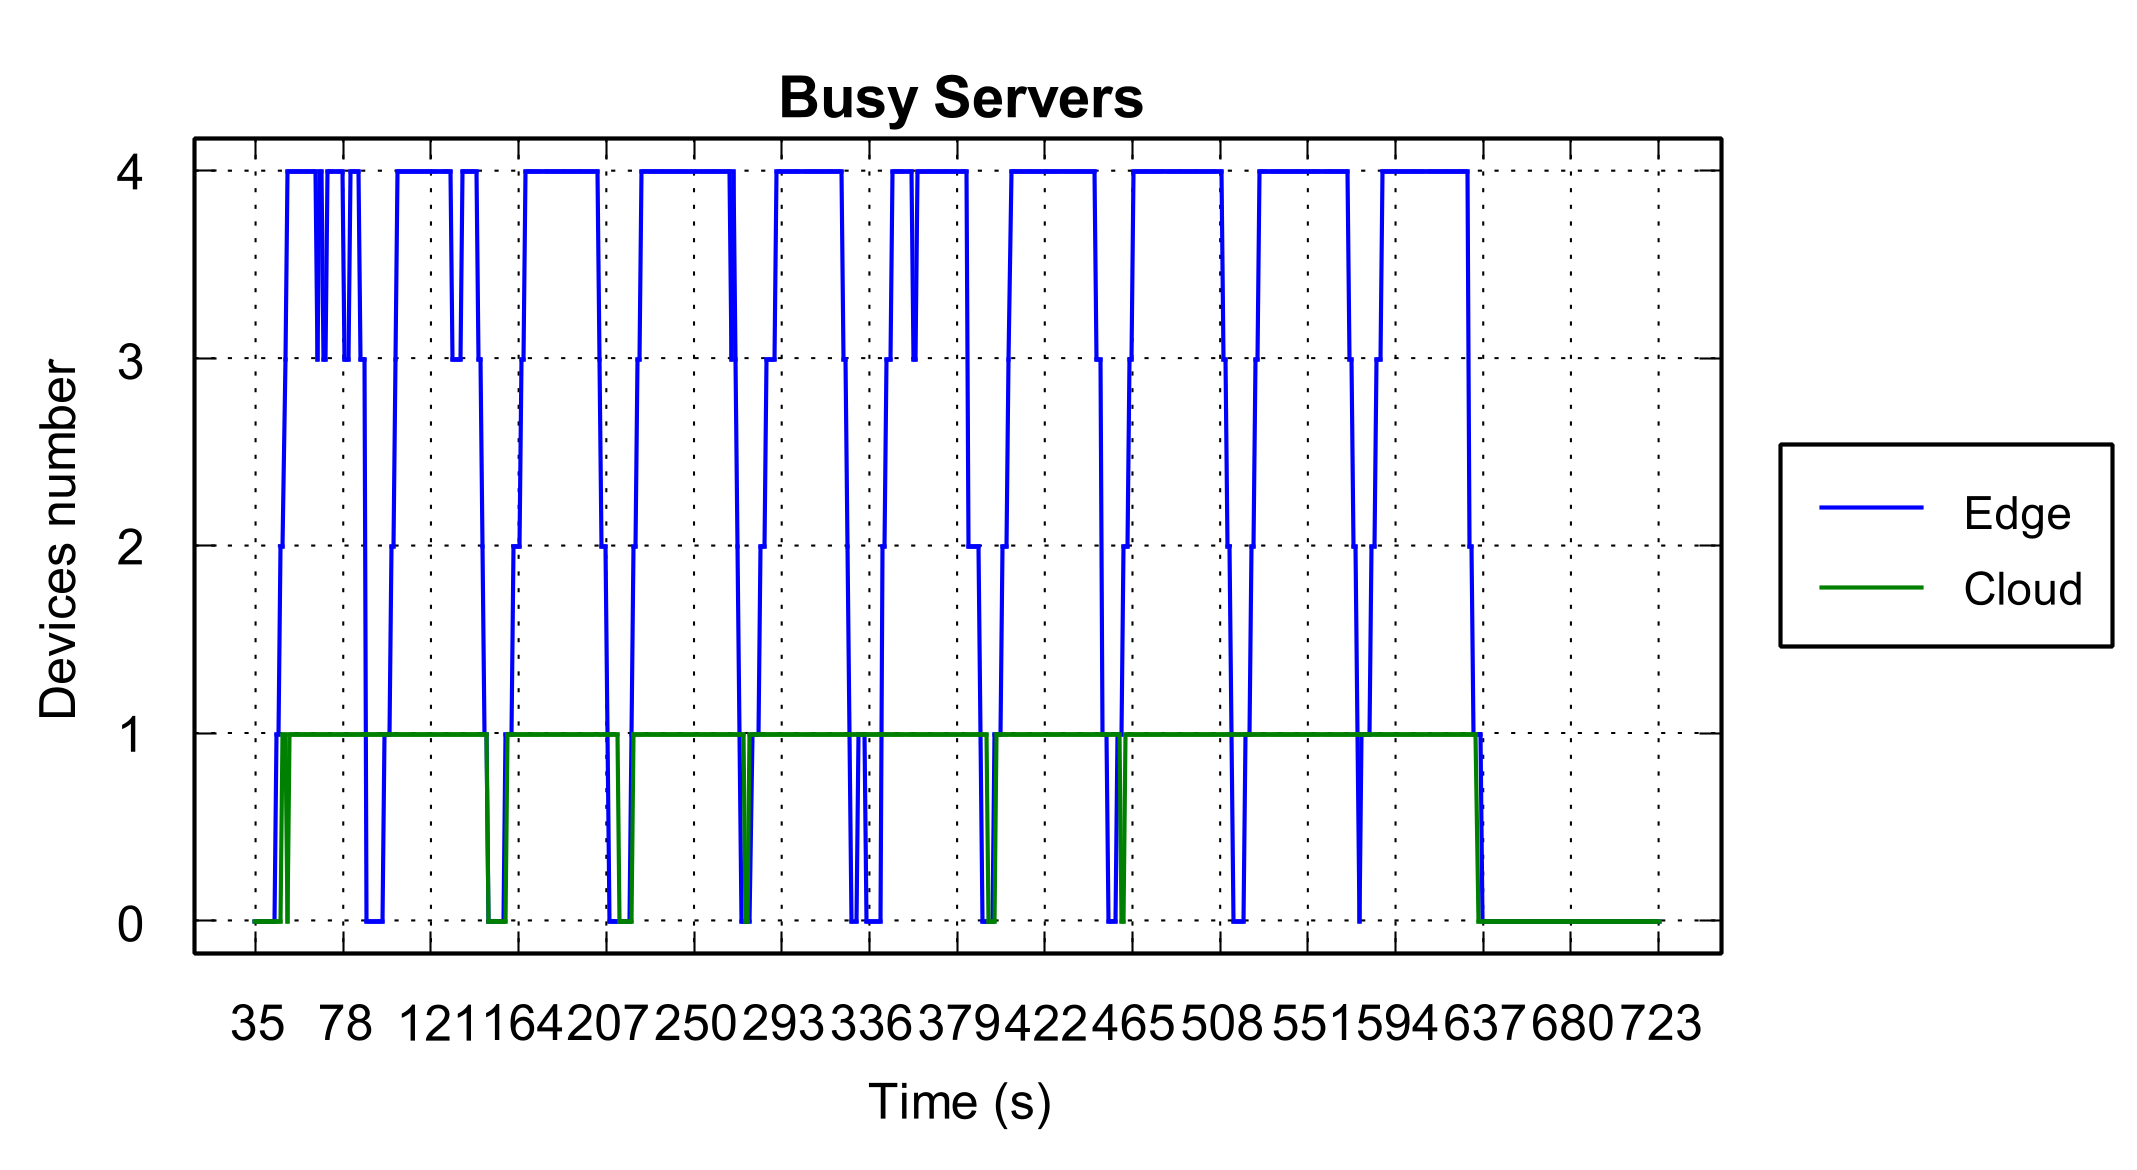 Busy Servers
4
3
2
1
0
Devices number
35 78 121 164 207 250 293 336 379 422 465 508 551 594 637 680 723
Time (s)
Edge
Cloud